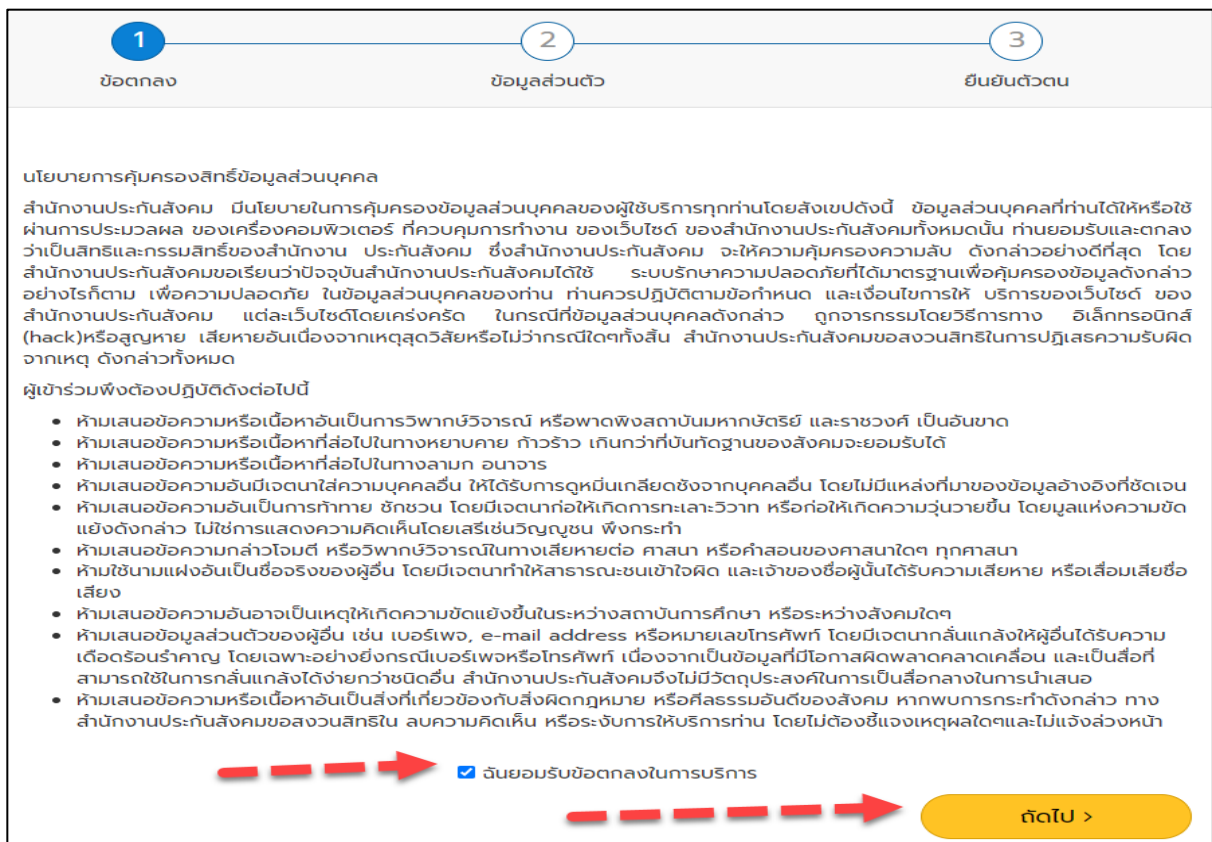 1 2 3
ข้อตกลง ข้อมูลส่วนตัว ยืนยันตัวตน
นโยบายการคุ้มครองสิทธิ์ข้อมูลส่วนบุคคล
สำนักงานประกันสังคม มีนโยบายในการคุ้มครองข้อมูลส่วนบุคคลของผู้ใช้บริการทุกท่านโดยสังเขปดังนี้ ข้อมูลส่วนบุคคลที่ท่านได้ให้หรือใช้
ผ่านการประมวลผล ของเครื่องคอมพิวเตอร์ ที่ควบคุมการทำงาน ของเว็บไซต์ ของสำนักงานประกันสังคมทั้งหมดนั้น ท่านยอมรับและตกลง
ว่าเป็นสิทธิและกรรมสิทธิ์ของสำนักงาน ประกันสังคม ซึ่งสำนักงานประกันสังคม จะให้ความคุ้มครองความลับ ดังกล่าวอย่างดีที่สุด โดย
สำนักงานประกันสังคมขอเรียนว่าปัจจุบันสำนักงานประกันสังคมได้ใช้ ระบบรักษาความปลอดภัยที่ได้มาตรฐานเพื่อคุ้มครองข้อมูลดังกล่าว
อย่างไรก็ตาม เพื่อความปลอดภัย ในข้อมูลส่วนบุคคลของท่าน ท่านควรปฏิบัติตามข้อกำหนด และเงื่อนไขการให้ บริการของเว็บไซต์ ของ
สำนักงานประกันสังคม แต่ละเว็บไซต์โดยเคร่งครัด ในกรณีที่ข้อมูลส่วนบุคคลดังกล่าว ถูกจารกรรมโดยวิธีการทาง อิเล็กทรอนิกส์
(hack)หรือสูญหาย เสียหายอันเนื่องจากเหตุสุดวิสัยหรือไม่ว่ากรณีใดๆทั้งสิ้น สำนักงานประกันสังคมขอสงวนสิทธิในการปฏิเสธความรับผิด
จากเหตุ ดังกล่าวทั้งหมด
ผู้เข้าร่วมพึงต้องปฏิบัติดังต่อไปนี้
• ห้ามเสนอข้อความหรือเนื้อหาอันเป็นการวิพากษ์วิจารณ์ หรือพาดพิงสถาบันมหากษัตริย์ และราชวงศ์ เป็นอันขาด
• ห้ามเสนอข้อความหรือเนื้อหาที่ส่อไปในทางหยาบคาย ก้าวร้าว เกินกว่าที่บันทัดฐานของสังคมจะยอมรับได้
• ห้ามเสนอข้อความหรือเนื้อหาที่ส่อไปในทางลามก อนาจาร
• ห้ามเสนอข้อความอันมีเจตนาใส่ความบุคคลอื่น ให้ได้รับการดูหมิ่นเกลียดชังจากบุคคลอื่น โดยไม่มีแหล่งที่มาของข้อมูลอ้างอิงที่ชัดเจน
• ห้ามเสนอข้อความอันเป็นการท้าทาย ชักชวน โดยมีเจตนาก่อให้เกิดการทะเลาะวิวาท หรือก่อให้เกิดความวุ่นวายขึ้น โดยมูลแห่งความขัด
แย้งดังกล่าว ไม่ใช่การแสดงความคิดเห็นโดยเสรีเช่นวิญญูชน พึงกระทำ
• ห้ามเสนอข้อความกล่าวโจมตี หรือวิพากษ์วิจารณ์ในทางเสียหายต่อ ศาสนา หรือคำสอนของศาสนาใดๆ ทุกศาสนา
• ห้ามใช้นามแฝงอันเป็นชื่อจริงของผู้อื่น โดยมีเจตนาทำให้สาธารณะชนเข้าใจผิด และเจ้าของชื่อผู้นั้นได้รับความเสียหาย หรือเสื่อมเสียชื่อ
เสียง
• ห้ามเสนอข้อความอันอาจเป็นเหตุให้เกิดความขัดแย้งขึ้นในระหว่างสถาบันการศึกษา หรือระหว่างสังคมใดๆ
• ห้ามเสนอข้อมูลส่วนตัวของผู้อื่น เช่น เบอร์เพจ, e-mail address หรือหมายเลขโทรศัพท์ โดยมีเจตนากลั่นแกล้งให้ผู้อื่นได้รับความ
เดือดร้อนรำคาญ โดยเฉพาะอย่างยิ่งกรณีเบอร์เพจหรือโทรศัพท์ เนื่องจากเป็นข้อมูลที่มีโอกาสผิดพลาดคลาดเคลื่อน และเป็นสื่อที่
สามารถใช้ในการกลั่นแกล้งได้ง่ายกว่าชนิดอื่น สำนักงานประกันสังคมจึงไม่มีวัตถุประสงค์ในการเป็นสื่อกลางในการนำเสนอ
• ห้ามเสนอข้อความหรือเนื้อหาอันเป็นสิ่งที่เกี่ยวข้องกับสิ่งผิดกฎหมาย หรือศีลธรรมอันดีของสังคม หากพบการกระทำดังกล่าว ทาง
สำนักงานประกันสังคมขอสงวนสิทธิใน ลบความคิดเห็น หรือระงับการให้บริการท่าน โดยไม่ต้องชี้แจงเหตุผลใดๆและไม่แจ้งล่วงหน้า
ฉันยอมรับข้อตกลงในการบริการ
ถัดไป >